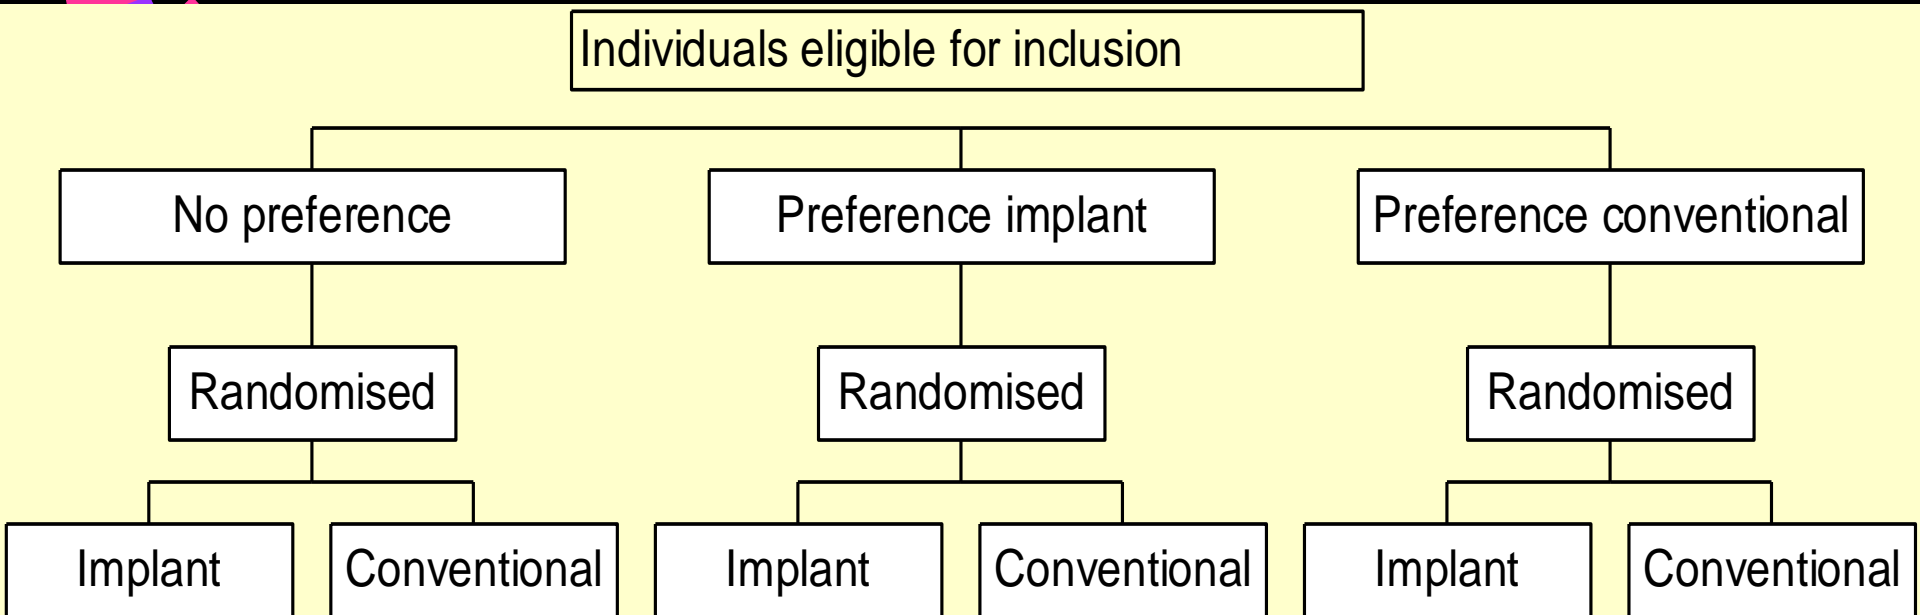 Individuals eligible for inclusion
No preference
Preference implant
Preference conventional
Randomised
Randomised
Randomised
Implant
Conventional
Implant
Conventional
Implant
Conventional